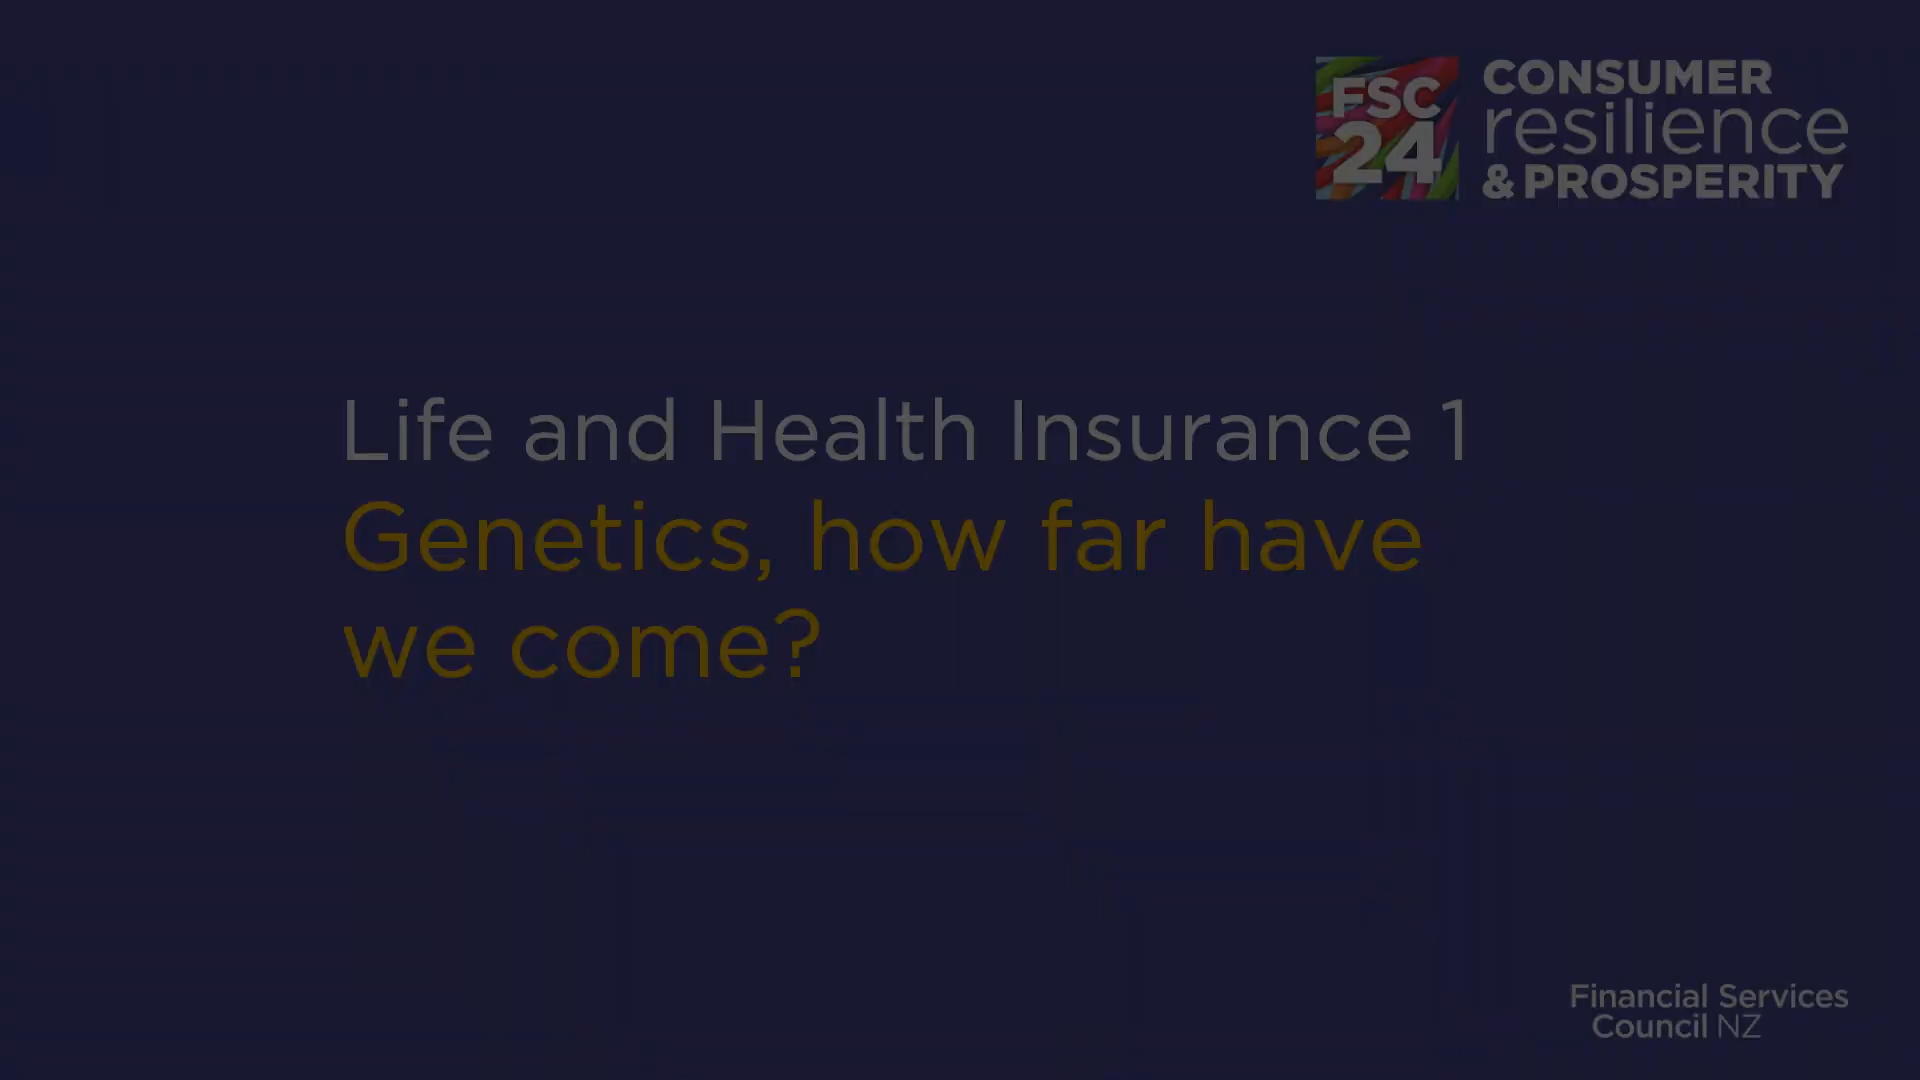 FSC
24
CONSUMER
resilience
& PROSPERITY
Life and Health Insurance 1
Genetics, how far have
we come?
Financial Services
Council NZ